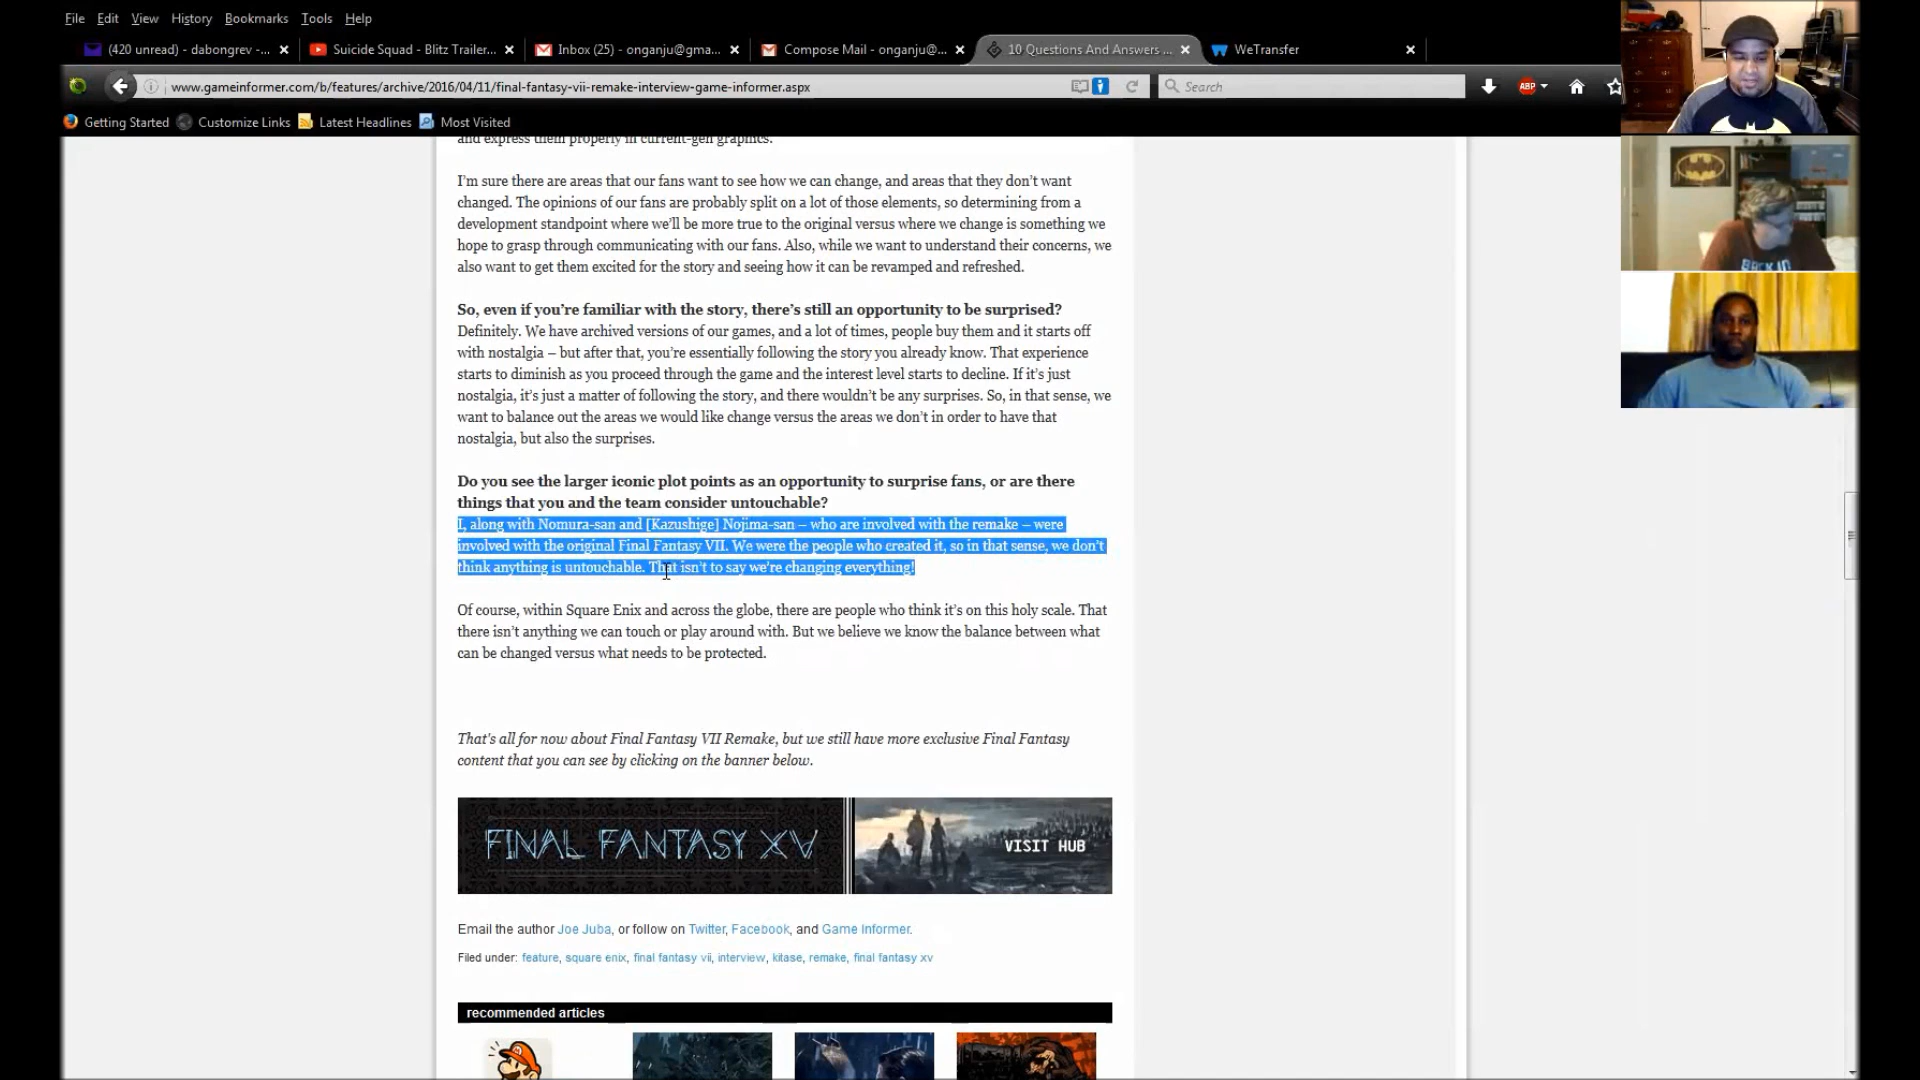 File Edit View History Bookmarks Tools Help
(420 unread) - dabongrev -...
Suicide Squad - Blitz Trailer...
Inbox (25) - onganju@gma...
Compose Mail - onganju@...
10 Questions And Answers ...
WeTransfer
www.gameinformer.com/b/features/archive/2016/04/11/final-fantasy-vii-remake-interview-game-informer.aspx
Search
ABP
Getting Started Customize Links Latest Headlines Most Visited
and express them properly in current-gen graphics.
I'm sure there are areas that our fans want to see how we can change, and areas that they don't want
changed. The opinions of our fans are probably split on a lot of those elements, so determining from a
development standpoint where we'll be more true to the original versus where we change is something we
hope to grasp through communicating with our fans. Also, while we want to understand their concerns, we
also want to get them excited for the story and seeing how it can be revamped and refreshed.
So, even if you're familiar with the story, there's still an opportunity to be surprised?
Definitely. We have archived versions of our games, and a lot of times, people buy them and it starts off
with nostalgia – but after that, you're essentially following the story you already know. That experience
starts to diminish as you proceed through the game and the interest level starts to decline. If it's just
nostalgia, it's just a matter of following the story, and there wouldn't be any surprises. So, in that sense, we
want to balance out the areas we would like change versus the areas we don't in order to have that
nostalgia, but also the surprises.
Do you see the larger iconic plot points as an opportunity to surprise fans, or are there
things that you and the team consider untouchable?
I, along with Nomura-san and [Kazushige] Nojima-san – who are involved with the remake – were
involved with the original Final Fantasy VII. We were the people who created it, so in that sense, we don't
think anything is untouchable. That isn't to say we're changing everything!
Of course, within Square Enix and across the globe, there are people who think it's on this holy scale. That
there isn't anything we can touch or play around with. But we believe we know the balance between what
can be changed versus what needs to be protected.
That's all for now about Final Fantasy VII Remake, but we still have more exclusive Final Fantasy
content that you can see by clicking on the banner below.
FINAL FANTASY XV
VISIT HUB
Email the author Joe Juba, or follow on Twitter, Facebook, and Game Informer.
Filed under: feature, square enix, final fantasy vii, interview, kitase, remake, final fantasy xv
recommended articles
BACK IN